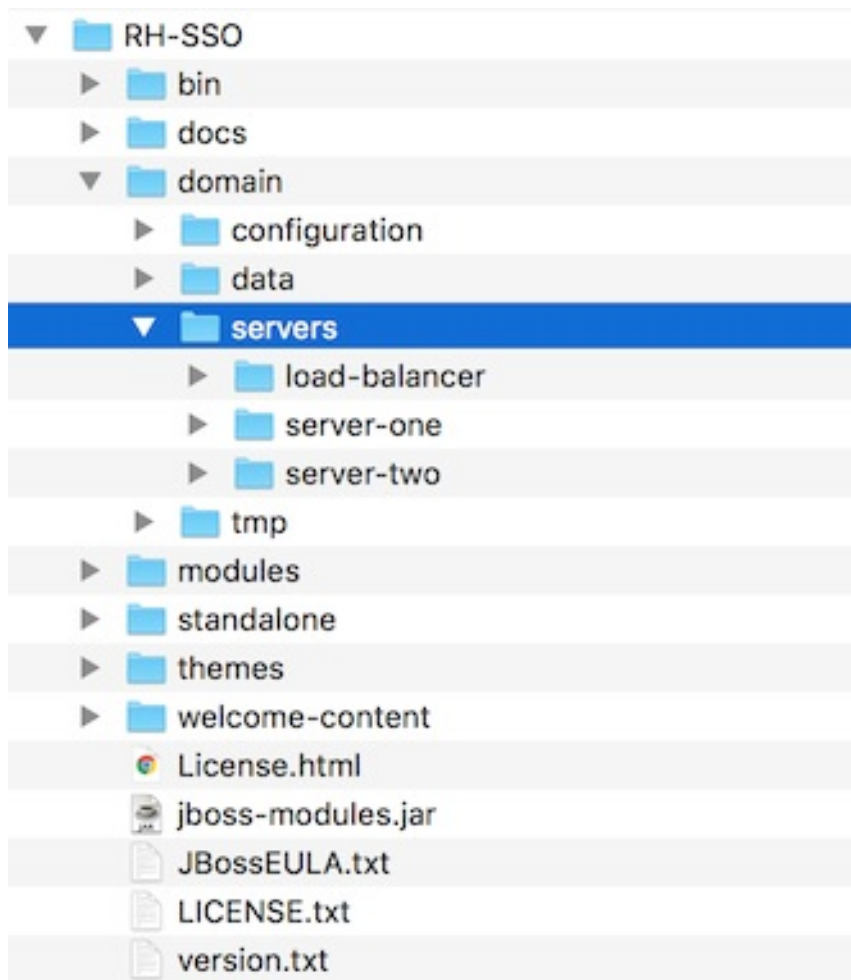 RH-SSO
bin
docs
domain
configuration
data
servers
load-balancer
server-one
server-two
tmp
modules
standalone
themes
welcome-content
License.html
jboss-modules.jar
JBossEULA.txt
LICENSE.txt
version.txt